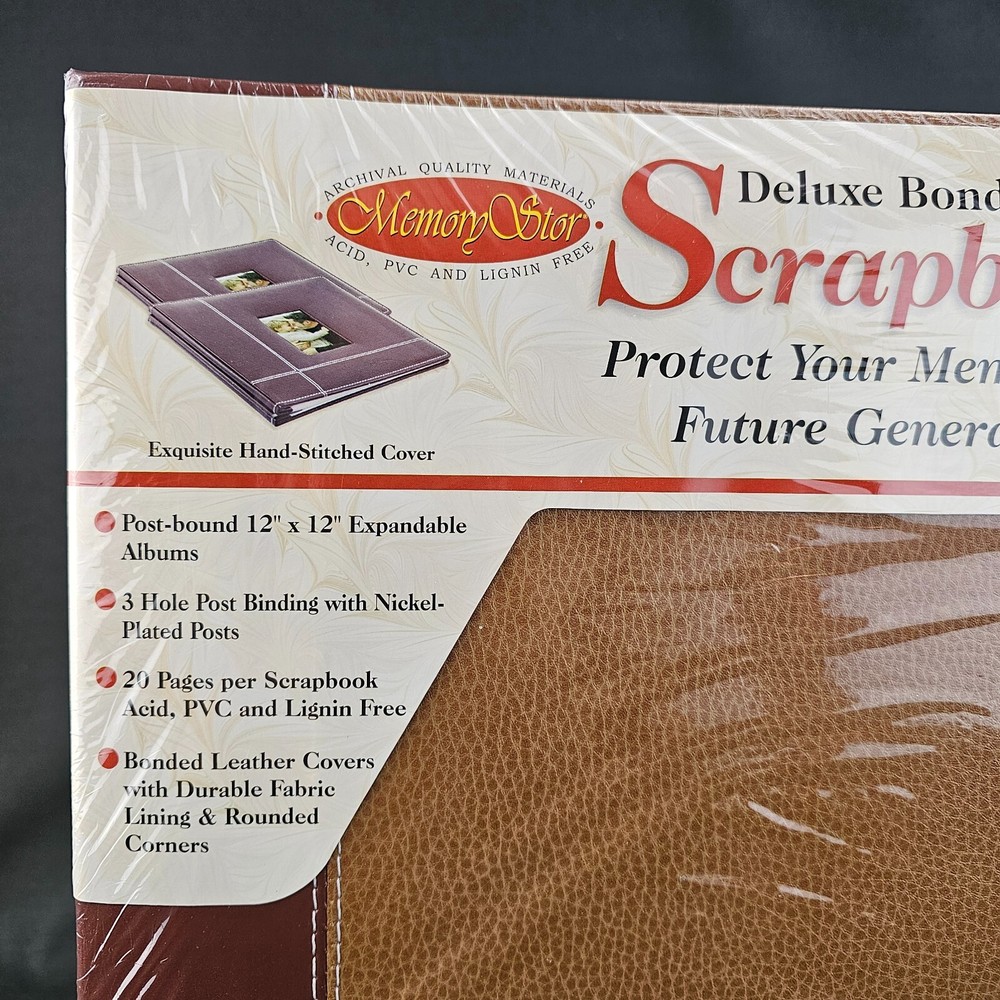 ARCHIVAL QUALITY MATERIALS
MemoryStor
ACID, PVC AND LIGNIN FREE
Deluxe Bond
Scrapb
Protect Your Mem
Future Genera
Exquisite Hand-Stitched Cover
Post-bound 12" x 12" Expandable
Albums
3 Hole Post Binding with Nickel-
Plated Posts
20 Pages per Scrapbook
Acid, PVC and Lignin Free
Bonded Leather Covers
with Durable Fabric
Lining & Rounded
Corners